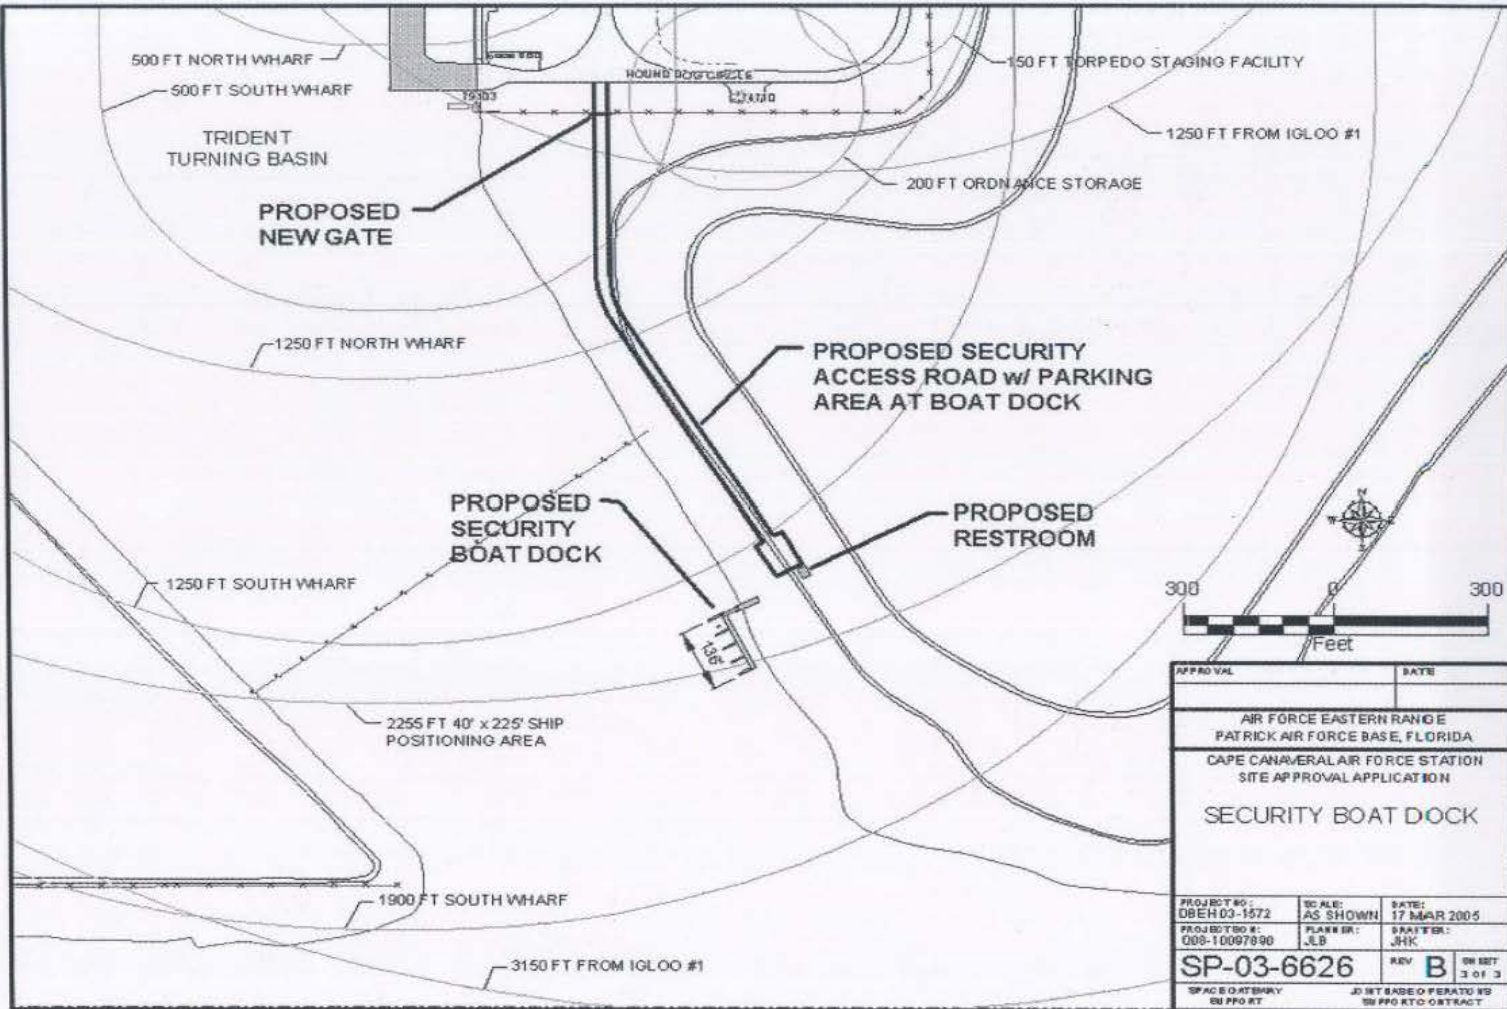 500 FT NORTH WHARF
150 FT TORPEDO STAGING FACILITY
500 FT SOUTH WHARF
HOUND DOG CIRCLE
TRIDENT
TURNING BASIN
1250 FT FROM IGLOO #1
200 FT ORDNANCE STORAGE
PROPOSED
NEW GATE
1250 FT NORTH WHARF
PROPOSED SECURITY
ACCESS ROAD w/ PARKING
AREA AT BOAT DOCK
PROPOSED
SECURITY
BOAT DOCK
PROPOSED
RESTROOM
N
1250 FT SOUTH WHARF
300 0 300
Feet
136'
2255 FT 40' x 225' SHIP
POSITIONING AREA
1900 FT SOUTH WHARF
3150 FT FROM IGLOO #1
APPROVAL DATE
AIR FORCE EASTERN RANGE
PATRICK AIR FORCE BASE, FLORIDA
CAPE CANAVERAL AIR FORCE STATION
SITE APPROVAL APPLICATION
SECURITY BOAT DOCK
PROJECT NO: SCALE: DATE:
DBEH 03-1572 AS SHOWN 17 MAR 2005
PLANNER: DRAFTER:
JLB JHK
SP-03-6626 REV B SHEET
3 OF 3
SPACE GATEWAY JOINT BASE OPERATIONS
SUPPORT SUPPORT CONTRACT